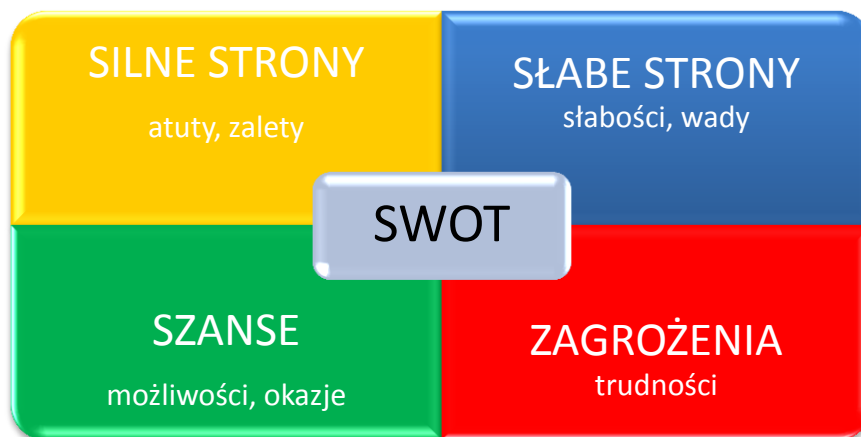 SILNE STRONY
atuty, zalety
SŁABE STRONY
słabości, wady
SWOT
SZANSE
możliwości, okazje
ZAGROŻENIA
trudności